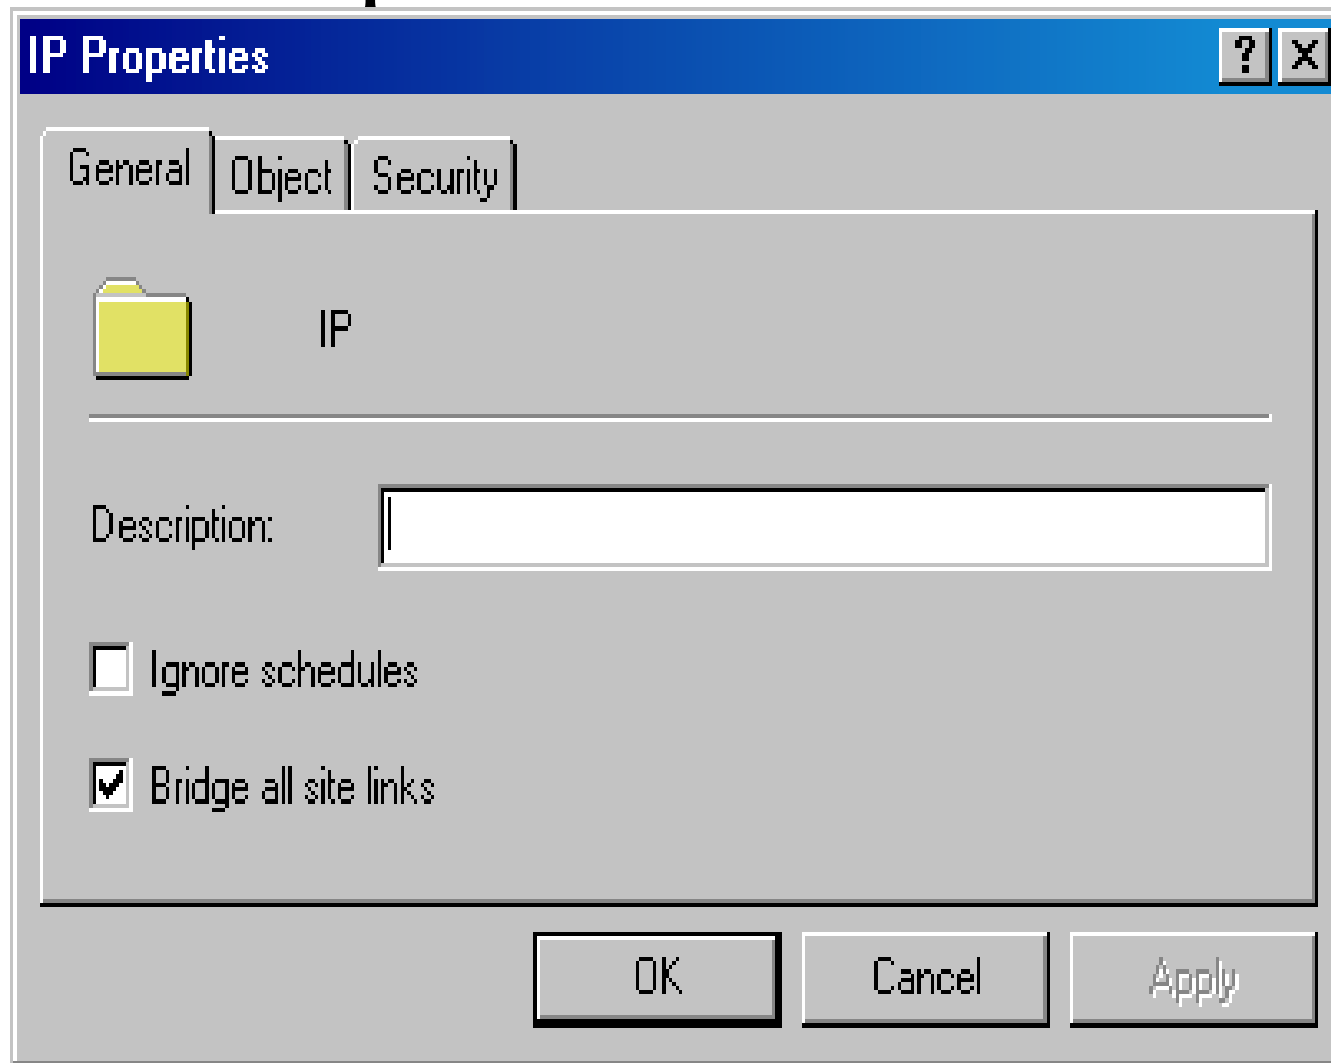 IP Properties
General Object Security
IP
Description:
Ignore schedules
Bridge all site links
OK Cancel Apply